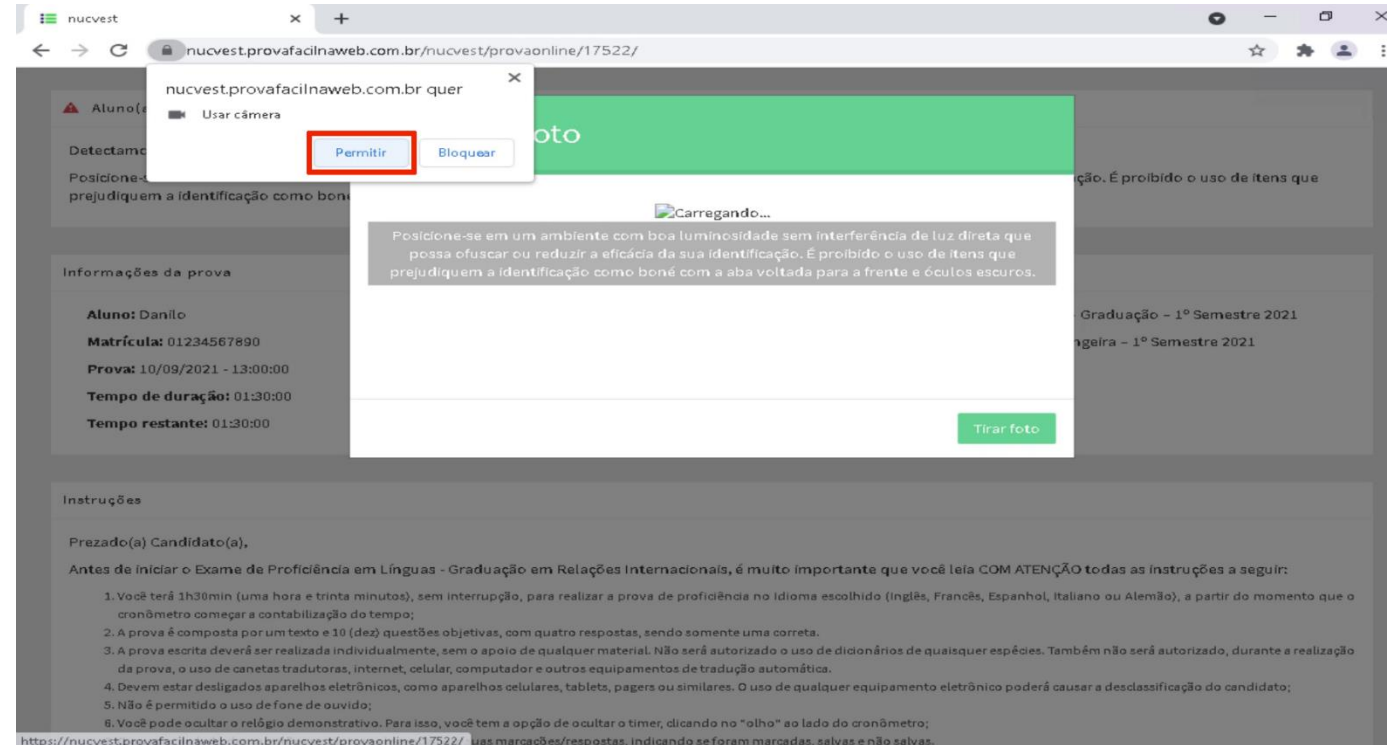 nucvest
nucvest.provafacilnaweb.com.br/nucvest/provaonline/17522/
nucvest.provafacilnaweb.com.br quer
Usar câmera
Permitir Bloquear
Aluno(
oto
Detectamo
Posicione-s
ção. É proibido o uso de itens que
prejudiquem a identificação como bon
Carregando...
Posicione-se em um ambiente com boa luminosidade sem interferência de luz direta que
possa ofuscar ou reduzir a eficácia da sua identificação. É proibido o uso de itens que
prejudiquem a identificação como boné com a aba voltada para a frente e óculos escuros.
Informações da prova
Aluno: Danilo
Graduação – 1º Semestre 2021
Matrícula: 01234567890
ngeira – 1º Semestre 2021
Prova: 10/09/2021 - 13:00:00
Tempo de duração: 01:30:00
Tempo restante: 01:30:00
Tirar foto
Instruções
Prezado(a) Candidato(a),
Antes de iniciar o Exame de Proficiência em Línguas - Graduação em Relações Internacionais, é muito importante que você leia COM ATENÇÃO todas as instruções a seguir:
1. Você terá 1h30min (uma hora e trinta minutos), sem interrupção, para realizar a prova de proficiência no Idioma escolhido (Inglês, Francês, Espanhol, Italiano ou Alemão), a partir do momento que o
cronômetro começar a contabilização do tempo;
2. A prova é composta por um texto e 10 (dez) questões objetivas, com quatro respostas, sendo somente uma correta.
3. A prova escrita deverá ser realizada individualmente, sem o apoio de qualquer material. Não será autorizado o uso de dicionários de quaisquer espécies. Também não será autorizado, durante a realização
da prova, o uso de canetas tradutoras, internet, celular, computador e outros equipamentos de tradução automática.
4. Devem estar desligados aparelhos eletrônicos, como aparelhos celulares, tablets, pagers ou similares. O uso de qualquer equipamento eletrônico poderá causar a desclassificação do candidato;
5. Não é permitido o uso de fone de ouvido;
6. Você pode ocultar o relógio demonstrativo. Para isso, você tem a opção de ocultar o timer, clicando no "olho" ao lado do cronômetro;
https://nucvest.provafacilnaweb.com.br/nucvest/provaonline/17522/ uas marcações/respostas, indicando se foram marcadas, salvas e não salvas.